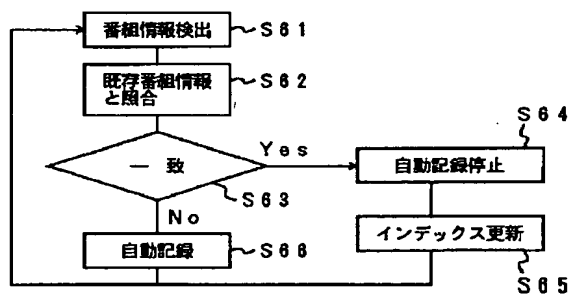 番組情報検出
S61
既存番組情報
と照合
S62
一致
Yes
S63
No
自動記録
S66
S64
自動記録停止
インデックス更新
S65